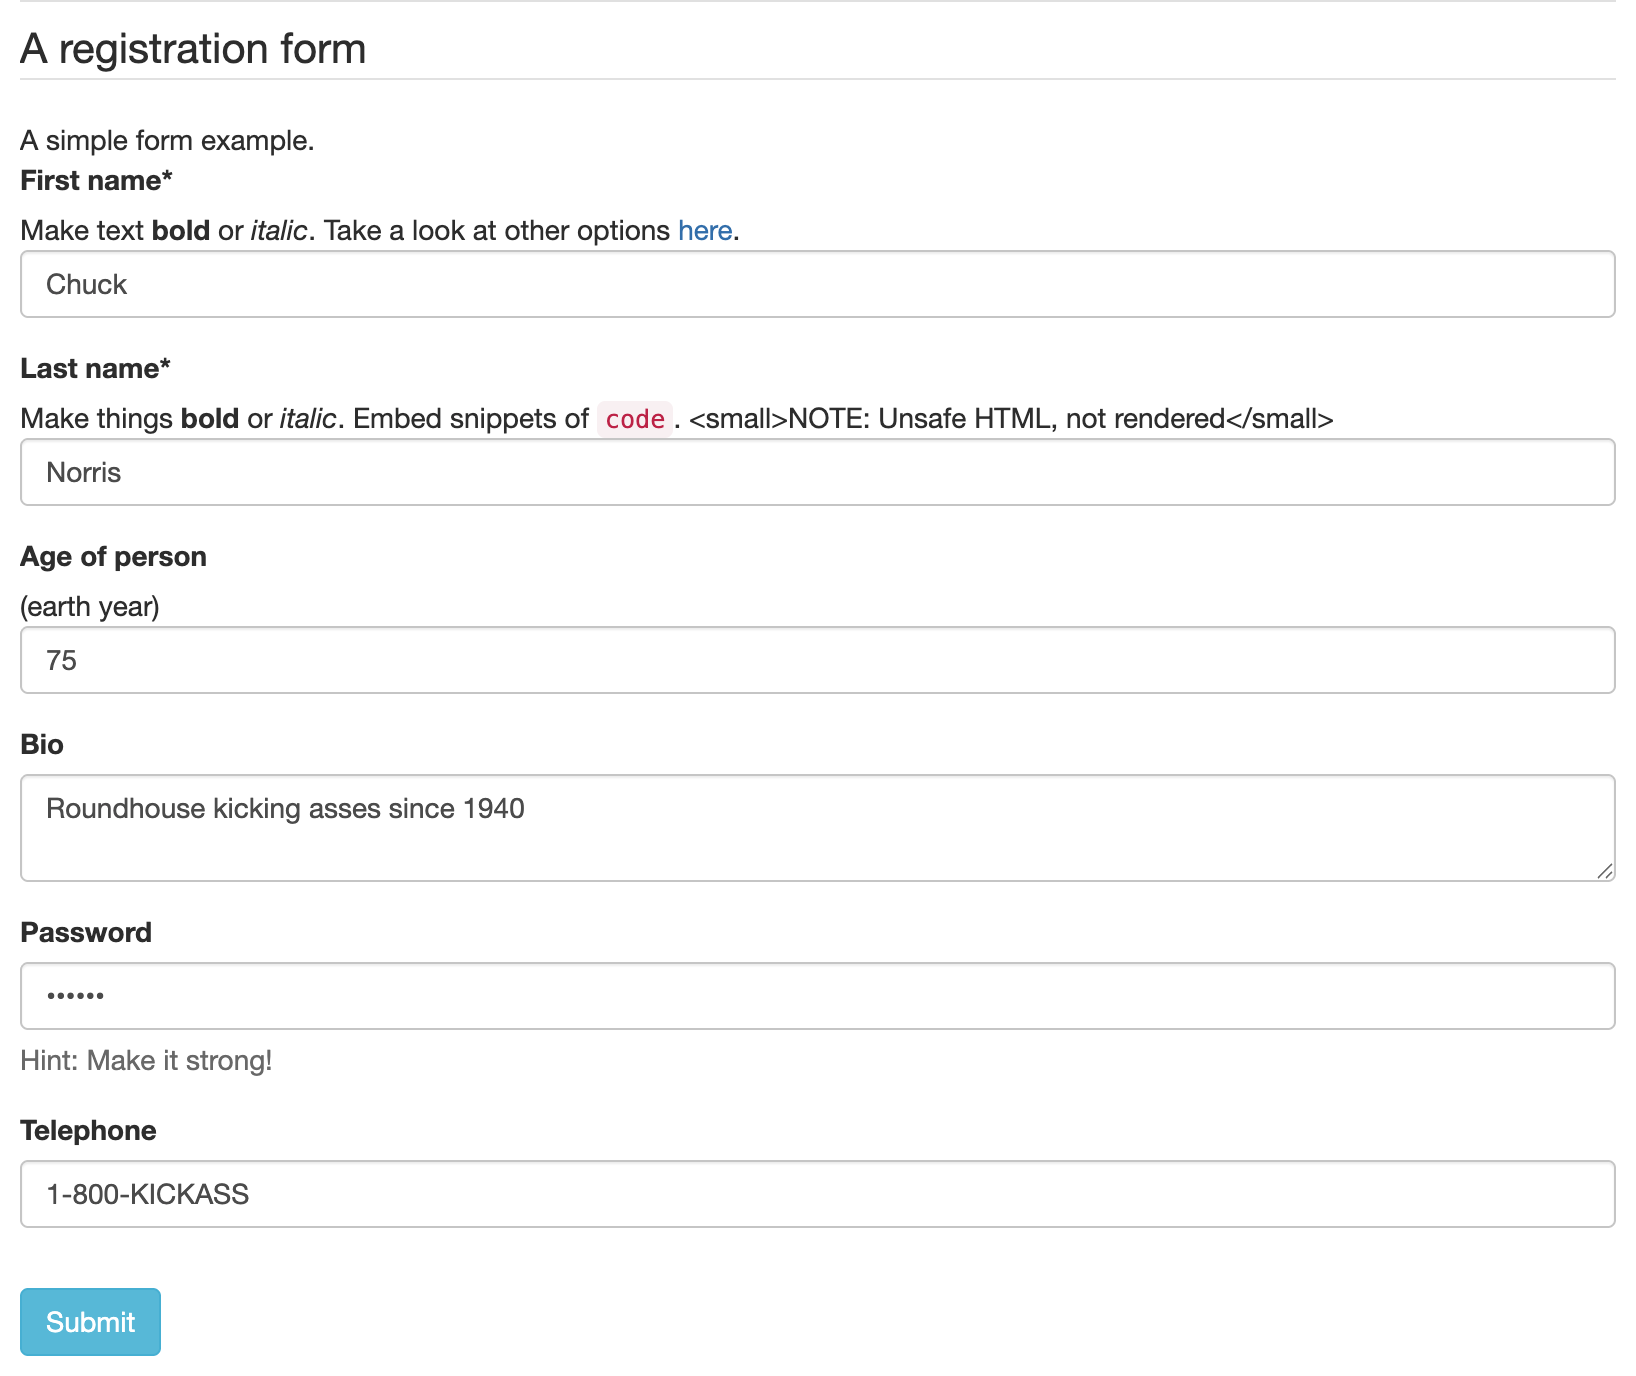 A registration form
A simple form example.
First name*
Make text bold or italic. Take a look at other options here.
Chuck
Last name*
Make things bold or italic. Embed snippets of code. <small>NOTE: Unsafe HTML, not rendered</small>
Norris
Age of person
(earth year)
75
Bio
Roundhouse kicking asses since 1940
Password
••••••
Hint: Make it strong!
Telephone
1-800-KICKASS
Submit